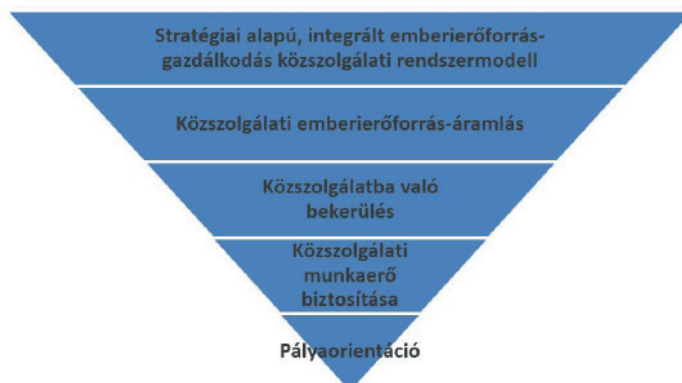 Stratégiai alapú, integrált emberierőforrás-
gazdálkodás közszolgálati rendszermodell
Közszolgálati emberierőforrás-áramlás
Közszolgálatba való
bekerülés
Közszolgálati
munkaerő
biztosítása
Pályaorientáció